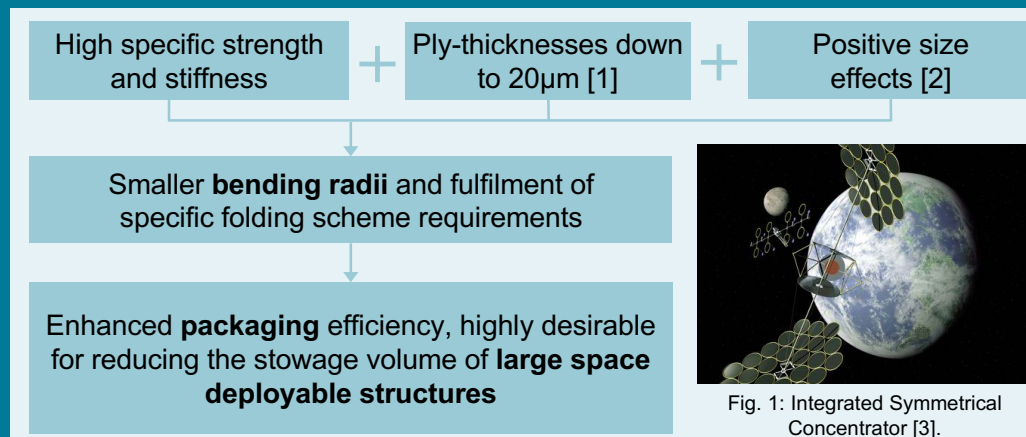 High specific strength
and stiffness
+
Ply-thicknesses down
to 20µm [1]
+
Positive size
effects [2]
Smaller bending radii and fulfilment of
specific folding scheme requirements
Enhanced packaging efficiency, highly desirable
for reducing the stowage volume of large space
deployable structures
Fig. 1: Integrated Symmetrical
Concentrator [3].